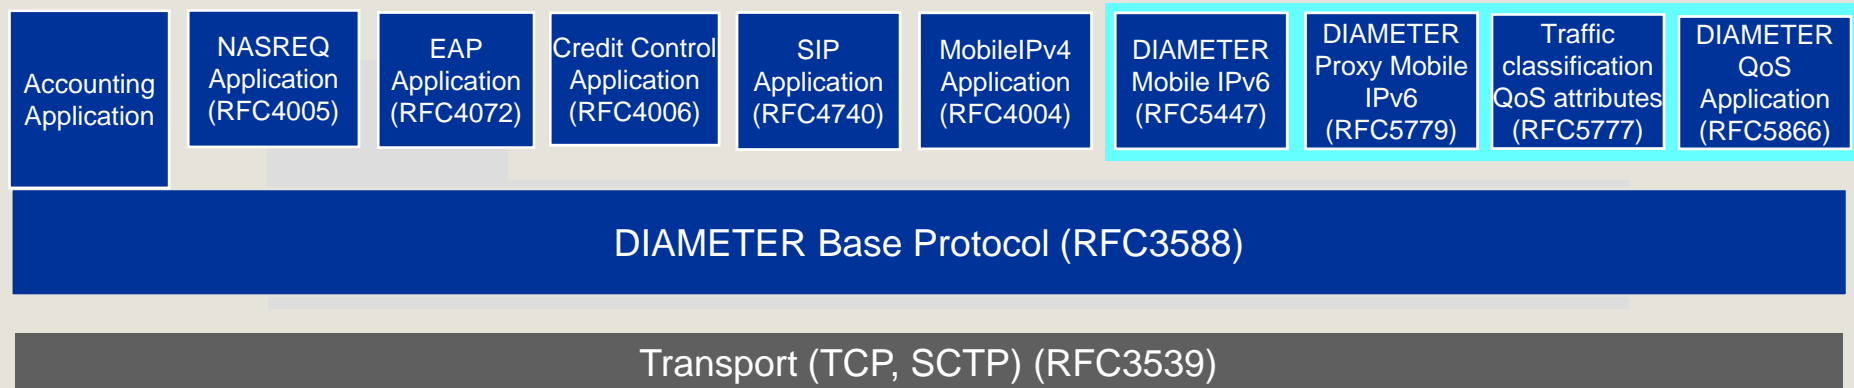 Accounting
Application
NASREQ
Application
(RFC4005)
EAP
Application
(RFC4072)
Credit Control
Application
(RFC4006)
SIP
Application
(RFC4740)
MobileIPv4
Application
(RFC4004)
DIAMETER
Mobile IPv6
(RFC5447)
DIAMETER
Proxy Mobile
IPv6
(RFC5779)
Traffic
classification
QoS attributes
(RFC5777)
DIAMETER
QoS
Application
(RFC5866)
DIAMETER Base Protocol (RFC3588)
Transport (TCP, SCTP) (RFC3539)